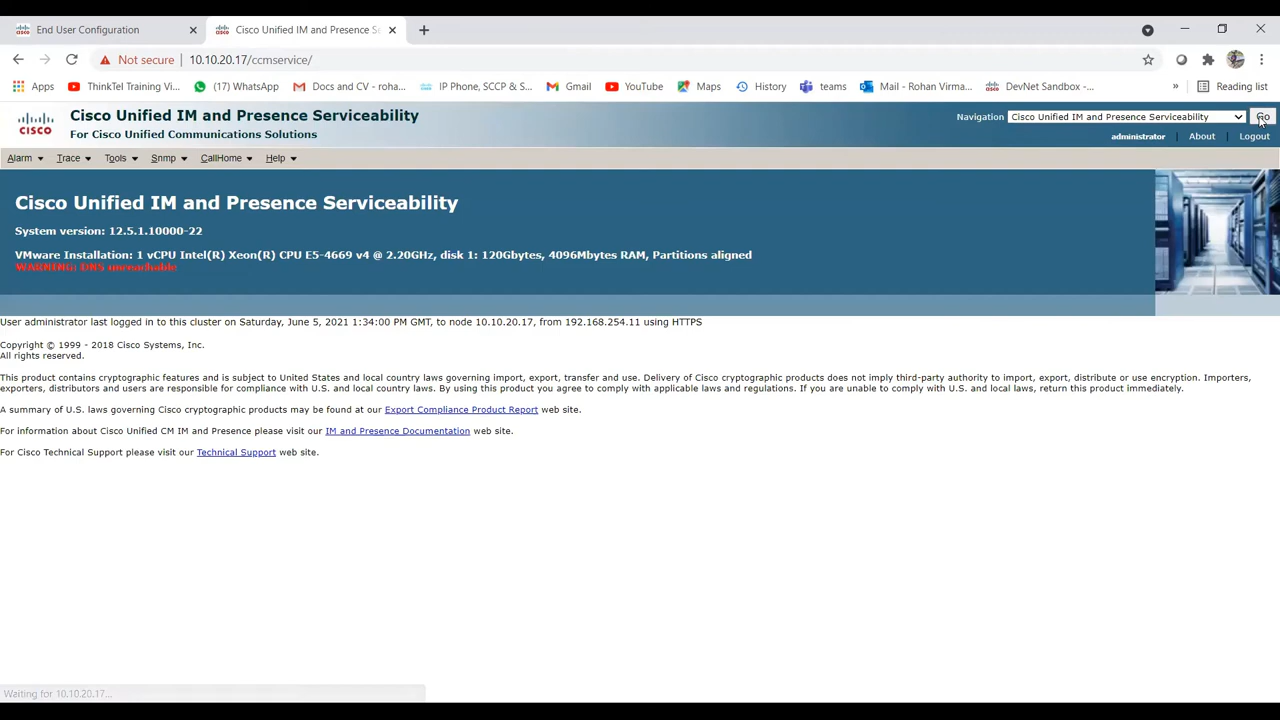 End User Configuration
Cisco Unified IM and Presence Se
Not secure
10.10.20.17/ccmservice/
Apps
ThinkTel Training Vi...
(17) WhatsApp
Docs and CV - roha...
IP Phone, SCCP & S...
Gmail
YouTube
Maps
History
teams
Mail - Rohan Virma...
DevNet Sandbox -...
»
Reading list
CISCO
Cisco Unified IM and Presence Serviceability
For Cisco Unified Communications Solutions
Navigation Cisco Unified IM and Presence Serviceability Go
administrator About Logout
Alarm Trace Tools Snmp CallHome Help
Cisco Unified IM and Presence Serviceability
System version: 12.5.1.10000-22
VMware Installation: 1 vCPU Intel(R) Xeon(R) CPU E5-4669 v4 @ 2.20GHz, disk 1: 120Gbytes, 4096Mbytes RAM, Partitions aligned
WARNING: DNS unreachable
User administrator last logged in to this cluster on Saturday, June 5, 2021 1:34:00 PM GMT, to node 10.10.20.17, from 192.168.254.11 using HTTPS
Copyright © 1999 - 2018 Cisco Systems, Inc.
All rights reserved.
This product contains cryptographic features and is subject to United States and local country laws governing import, export, transfer and use. Delivery of Cisco cryptographic products does not imply third-party authority to import, export, distribute or use encryption. Importers,
exporters, distributors and users are responsible for compliance with U.S. and local country laws. By using this product you agree to comply with applicable laws and regulations. If you are unable to comply with U.S. and local laws, return this product immediately.
A summary of U.S. laws governing Cisco cryptographic products may be found at our Export Compliance Product Report web site.
For information about Cisco Unified CM IM and Presence please visit our IM and Presence Documentation web site.
For Cisco Technical Support please visit our Technical Support web site.
Waiting for 10.10.20.17...